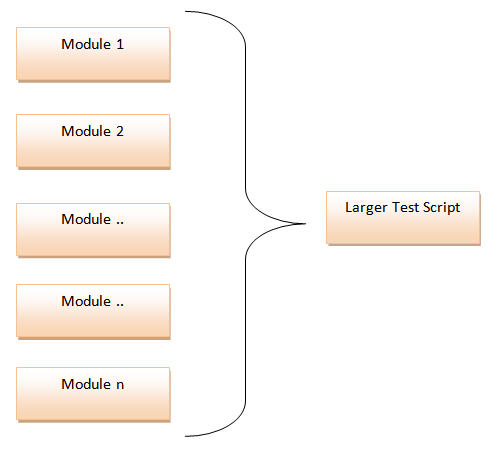 Module 1
Module 2
Module ..
Module ..
Module n
Larger Test Script